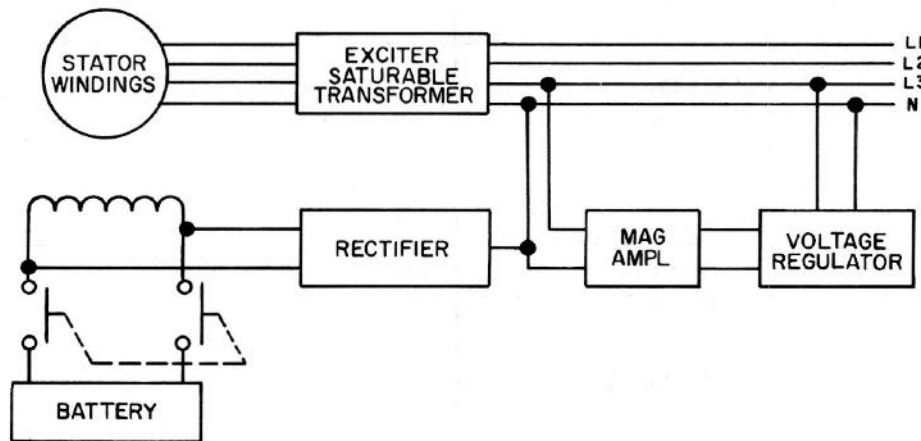 STATOR
WINDINGS
EXCITER
SATURABLE
TRANSFORMER
L1
L2
L3
N
RECTIFIER
MAG
AMPL
VOLTAGE
REGULATOR
BATTERY